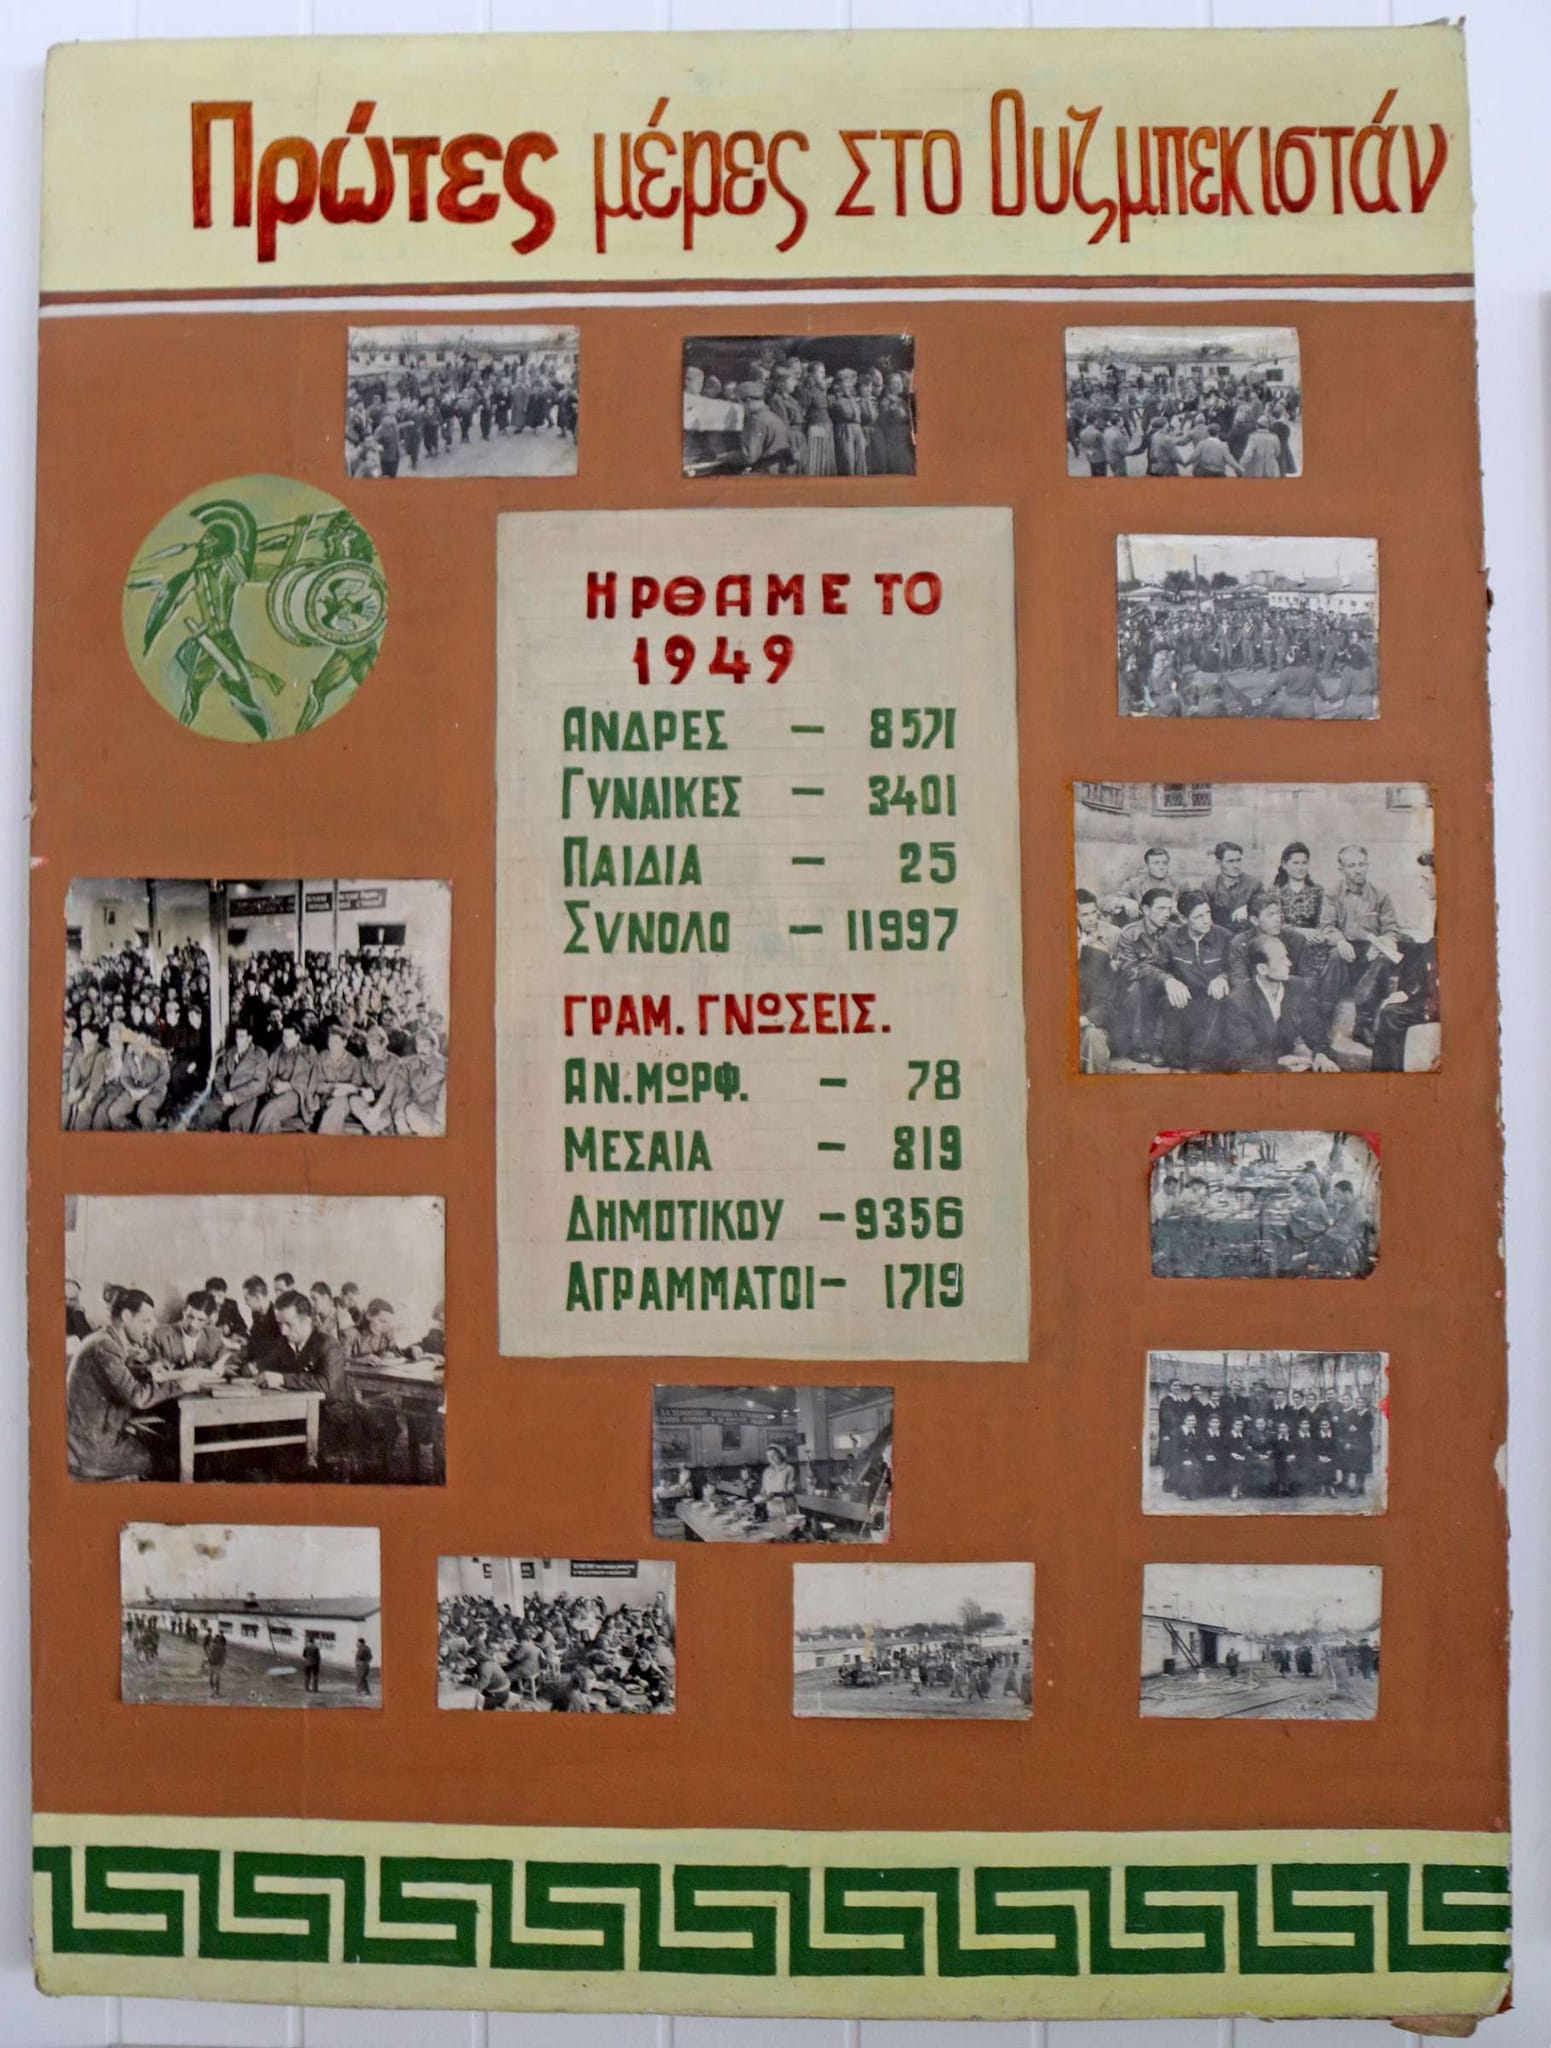 Πρώτες μέρες στο Ουζμπεκιστάν
ΗΡΘΑΜΕ ΤΟ
1949
ΑΝΔΡΕΣ – 8571
ΓΥΝΑΙΚΕΣ – 3401
ΠΑΙΔΙΑ – 25
ΣΥΝΟΛΟ – 11997
ΓΡΑΜ. ΓΝΩΣΕΙΣ.
ΑΝ. ΜΩΡΦ. – 78
ΜΕΣΑΙΑ – 819
ΔΗΜΟΤΙΚΟΥ – 9356
ΑΓΡΑΜΜΑΤΟΙ – 1719